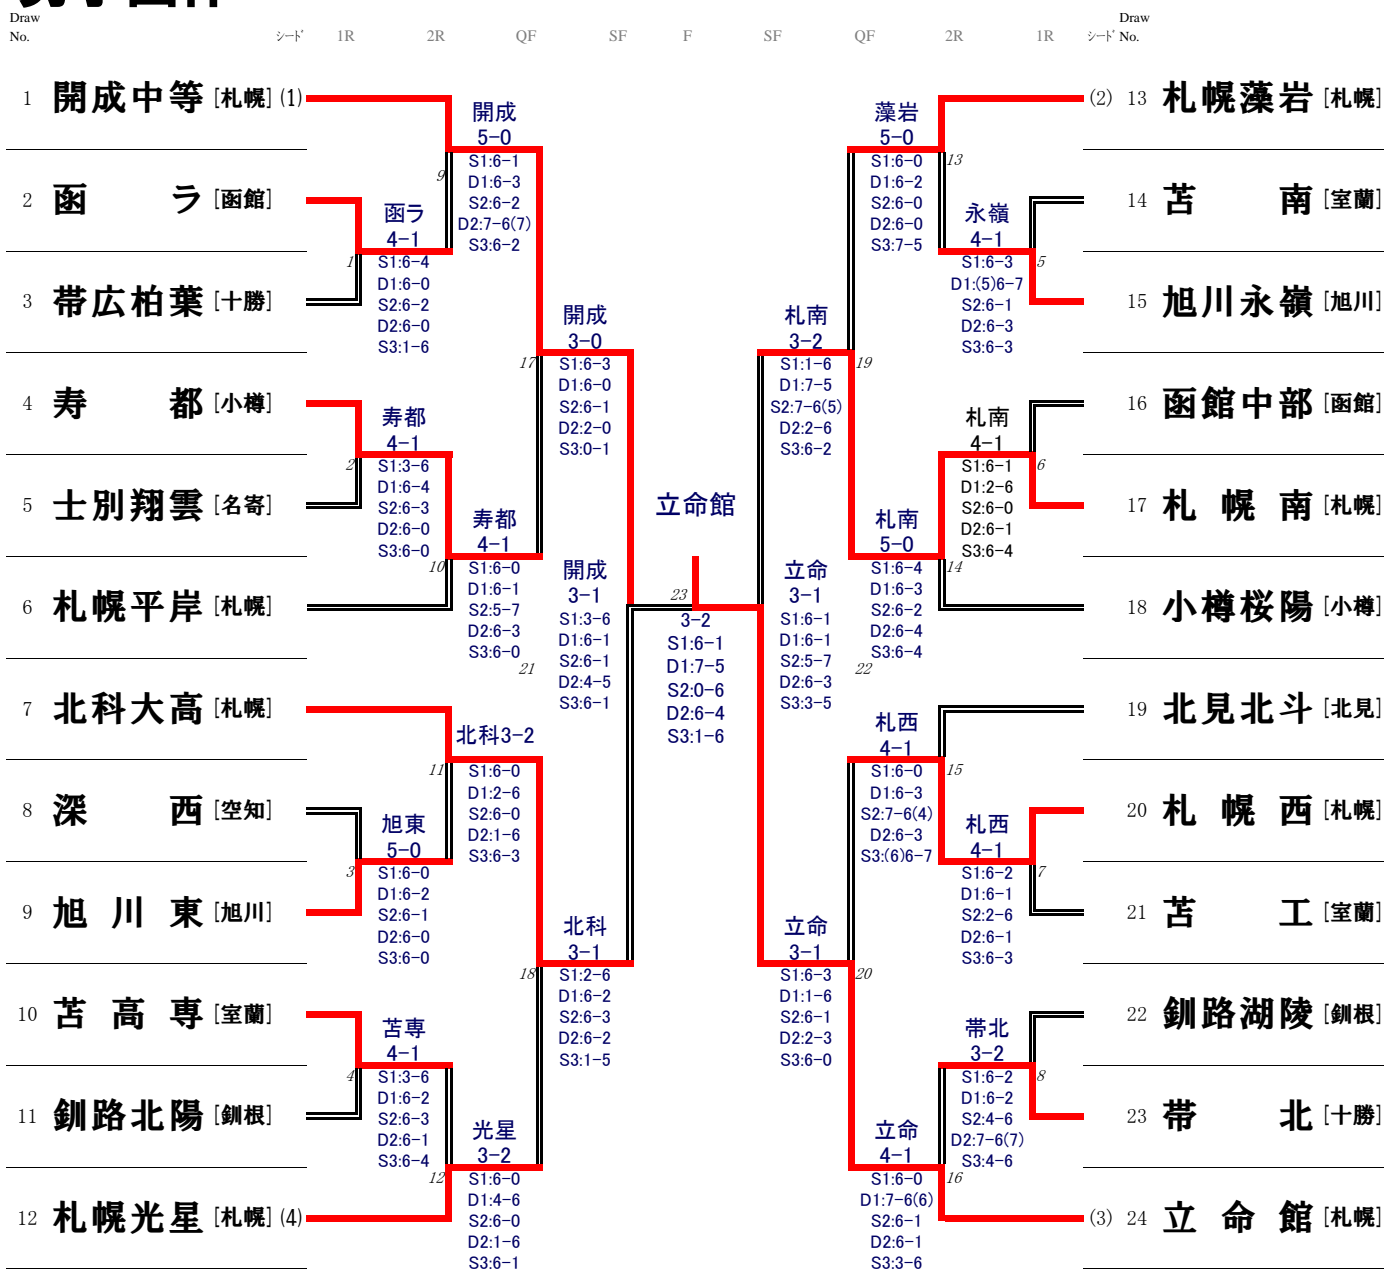 Draw
No.
シード 1R 2R QF SF F SF QF 2R 1R シード
Draw
No.
1 開成中等 [札幌] (1)
2 函ラ [函館]
3 帯広柏葉 [十勝]
4 寿都 [小樽]
5 士別翔雲 [名寄]
6 札幌平岸 [札幌]
7 北科大高 [札幌]
8 深西 [空知]
9 旭川東 [旭川]
10 苫高専 [室蘭]
11 釧路北陽 [釧根]
12 札幌光星 [札幌] (4)
函ラ
4-1
1
S1:6-4
D1:6-0
S2:6-2
D2:6-0
S3:1-6
寿都
4-1
2
S1:3-6
D1:6-4
S2:6-3
D2:6-0
S3:6-0
旭東
5-0
3
S1:6-0
D1:6-2
S2:6-1
D2:6-0
S3:6-0
苫専
4-1
4
S1:3-6
D1:6-2
S2:6-3
D2:6-1
S3:6-4
開成
5-0
9
S1:6-1
D1:6-3
S2:6-2
D2:7-6(7)
S3:6-2
寿都
4-1
10
S1:6-0
D1:6-1
S2:5-7
D2:6-3
S3:6-0
北科3-2
11
S1:6-0
D1:2-6
S2:6-0
D2:1-6
S3:6-3
光星
3-2
12
S1:6-0
D1:4-6
S2:6-0
D2:1-6
S3:6-1
開成
3-0
17
S1:6-3
D1:6-0
S2:6-1
D2:2-0
S3:0-1
北科
3-1
18
S1:2-6
D1:6-2
S2:6-3
D2:6-2
S3:1-5
開成
3-1
21
S1:3-6
D1:6-1
S2:6-1
D2:4-5
S3:6-1
立命館
23
3-2
S1:6-1
D1:7-5
S2:0-6
D2:6-4
S3:1-6
立命
3-1
22
S1:6-1
D1:6-1
S2:5-7
D2:6-3
S3:3-5
札南
3-2
19
S1:1-6
D1:7-5
S2:7-6(5)
D2:2-6
S3:6-2
立命
3-1
20
S1:6-3
D1:1-6
S2:6-1
D2:2-3
S3:6-0
藻岩
5-0
13
S1:6-0
D1:6-2
S2:6-0
D2:6-0
S3:7-5
札南
5-0
14
S1:6-4
D1:6-3
S2:6-2
D2:6-4
S3:6-4
札西
4-1
15
S1:6-0
D1:6-3
S2:7-6(4)
D2:6-3
S3:(6)6-7
立命
4-1
16
S1:6-0
D1:7-6(6)
S2:6-1
D2:6-1
S3:3-6
永嶺
4-1
5
S1:6-3
D1:(5)6-7
S2:6-1
D2:6-3
S3:6-3
札南
4-1
6
S1:6-1
D1:2-6
S2:6-0
D2:6-1
S3:6-4
札西
4-1
7
S1:6-2
D1:6-1
S2:2-6
D2:6-1
S3:6-3
帯北
3-2
8
S1:6-2
D1:6-2
S2:4-6
D2:7-6(7)
S3:4-6
(2) 13 札幌藻岩 [札幌]
14 苫南 [室蘭]
15 旭川永嶺 [旭川]
16 函館中部 [函館]
17 札幌南 [札幌]
18 小樽桜陽 [小樽]
19 北見北斗 [北見]
20 札幌西 [札幌]
21 苫工 [室蘭]
22 釧路湖陵 [釧根]
23 帯北 [十勝]
(3) 24 立命館 [札幌]